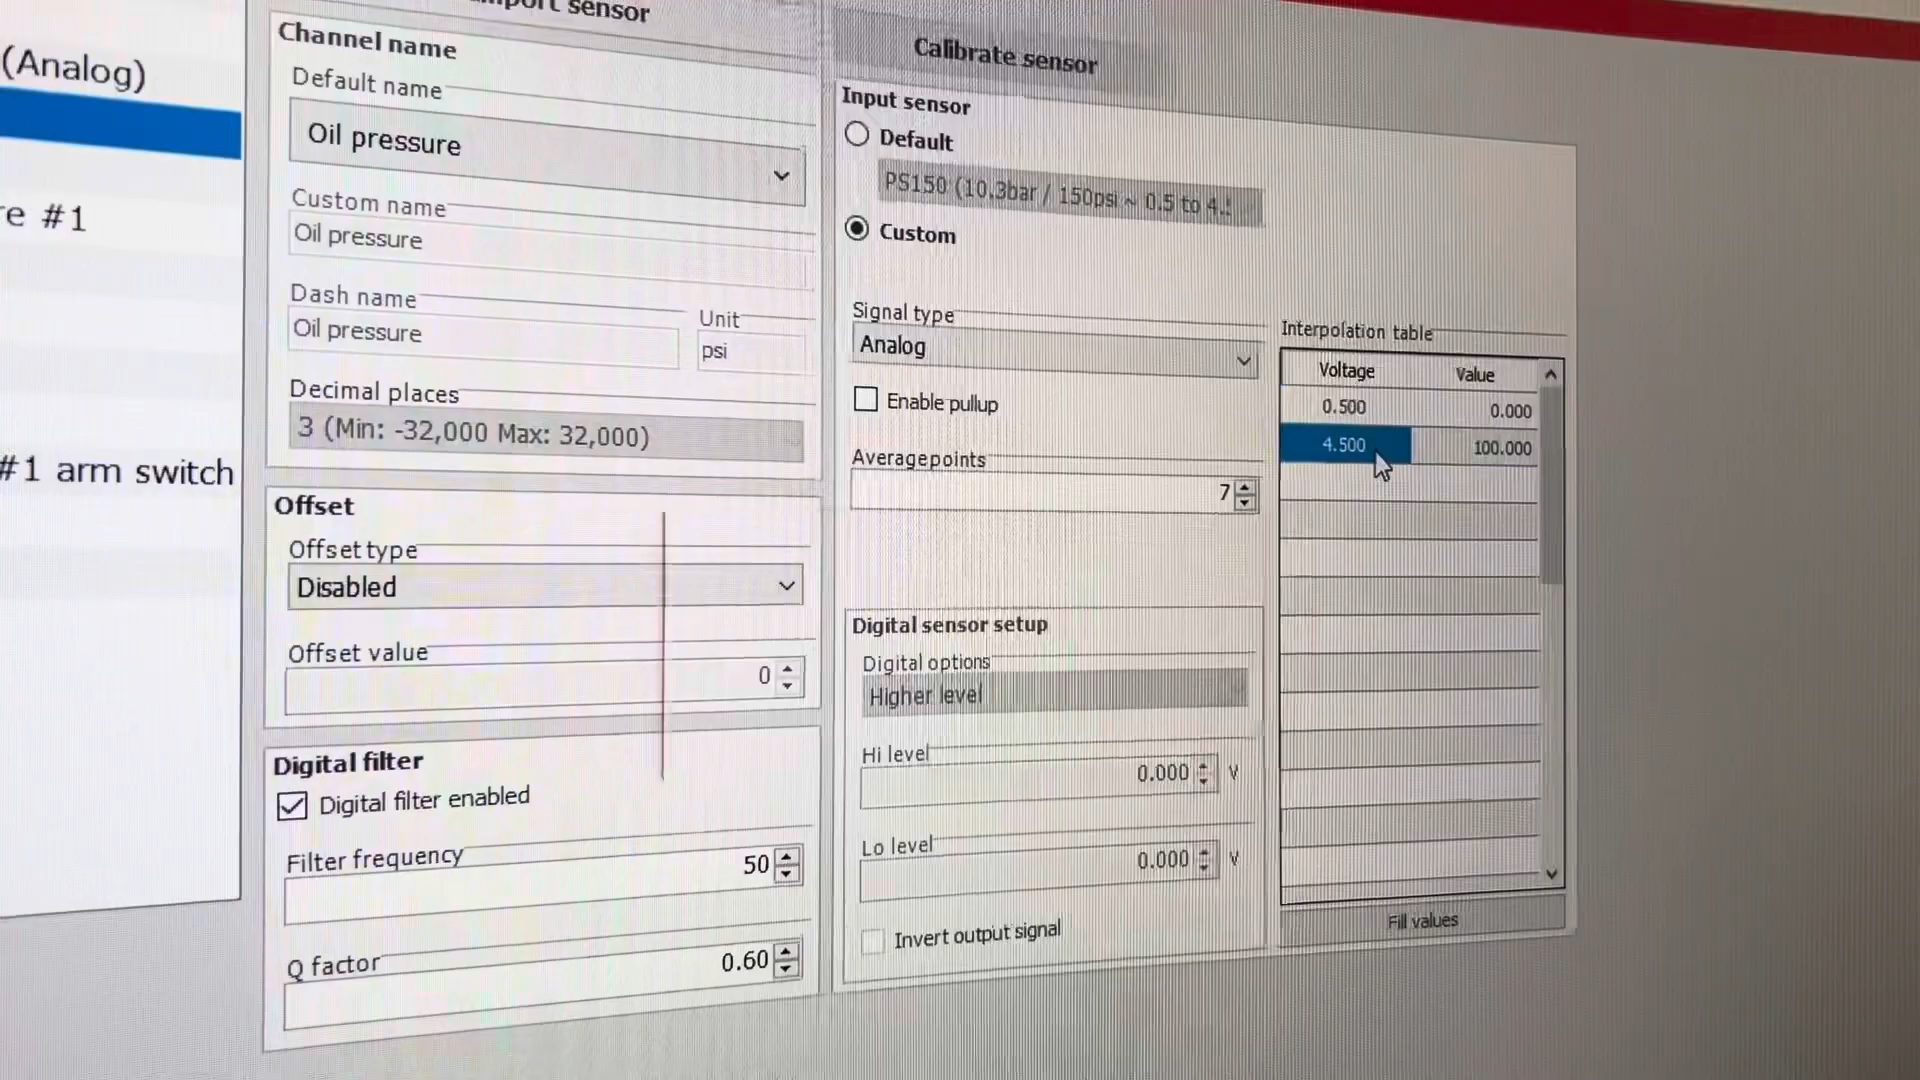 sensor
Calibrate sensor
(Analog)
re #1
#1 arm switch
Channel name
Default name
Oil pressure
Custom name
Oil pressure
Dash name
Oil pressure
Unit
psi
Decimal places
3 (Min: -32,000 Max: 32,000)
Offset
Offset type
Disabled
Offset value
0
Digital filter
Digital filter enabled
Filter frequency
50
Q factor
0.60
Input sensor
Default
PS150 (10.3bar / 150psi ~ 0.5 to 4.
Custom
Signal type
Analog
Enable pullup
Average points
7
Digital sensor setup
Digital options
Higher level
Hi level
0.000 V
Lo level
0.000 V
Invert output signal
Interpolation table
Voltage Value
0.500 0.000
4.500 100.000
Fill values